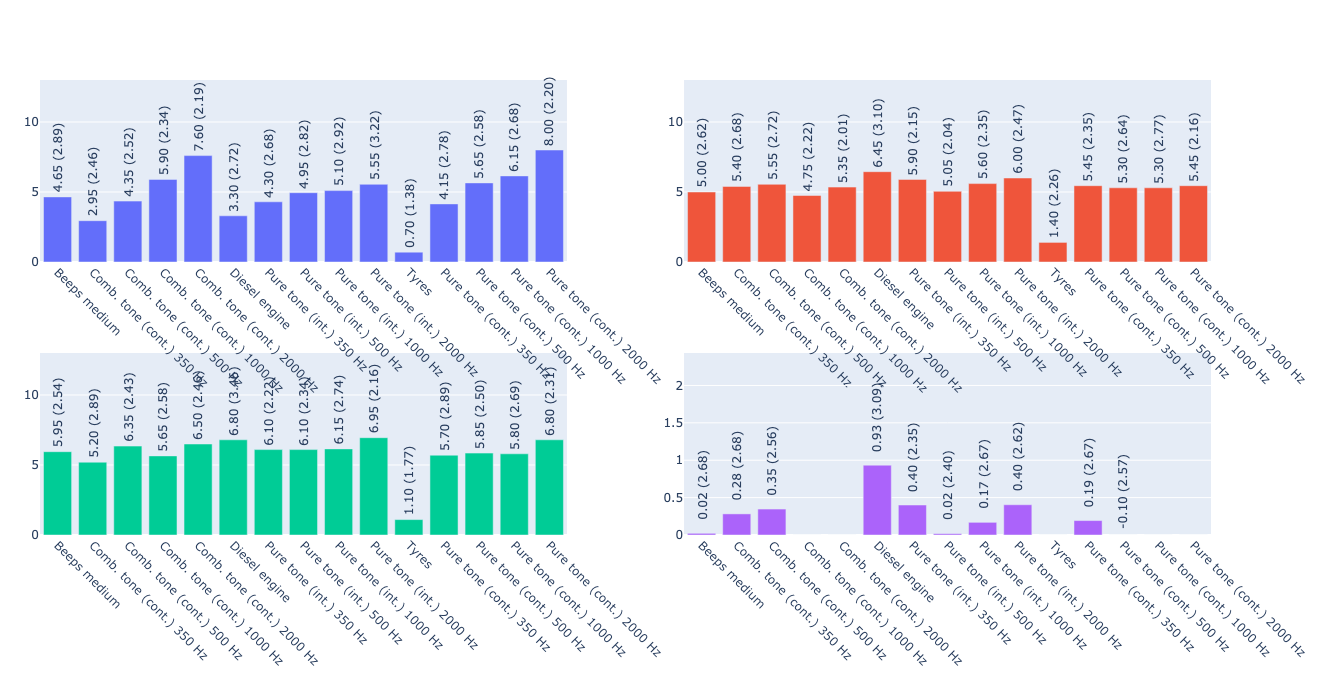 10
5
0
4.65 (2.89)
2.95 (2.46)
4.35 (2.52)
5.90 (2.34)
7.60 (2.19)
3.30 (2.72)
4.30 (2.68)
4.95 (2.82)
5.10 (2.92)
5.55 (3.22)
0.70 (1.38)
4.15 (2.78)
5.65 (2.58)
6.15 (2.68)
8.00 (2.20)
Beeps medium
Comb. tone (cont.) 350 Hz
Comb. tone (cont.) 500 Hz
Comb. tone (cont.) 1000 Hz
Comb. tone (cont.) 2000 Hz
Diesel engine
Pure tone (int.) 350 Hz
Pure tone (int.) 500 Hz
Pure tone (int.) 1000 Hz
Pure tone (int.) 2000 Hz
Tyres
Pure tone (cont.) 350 Hz
Pure tone (cont.) 500 Hz
Pure tone (cont.) 1000 Hz
Pure tone (cont.) 2000 Hz
10
5
0
5.00 (2.62)
5.40 (2.68)
5.55 (2.72)
4.75 (2.22)
5.35 (2.01)
6.45 (3.10)
5.90 (2.15)
5.05 (2.04)
5.60 (2.35)
6.00 (2.47)
1.40 (2.26)
5.45 (2.35)
5.30 (2.64)
5.30 (2.77)
5.45 (2.16)
Beeps medium
Comb. tone (cont.) 350 Hz
Comb. tone (cont.) 500 Hz
Comb. tone (cont.) 1000 Hz
Comb. tone (cont.) 2000 Hz
Diesel engine
Pure tone (int.) 350 Hz
Pure tone (int.) 500 Hz
Pure tone (int.) 1000 Hz
Pure tone (int.) 2000 Hz
Tyres
Pure tone (cont.) 350 Hz
Pure tone (cont.) 500 Hz
Pure tone (cont.) 1000 Hz
Pure tone (cont.) 2000 Hz
10
5
0
5.95 (2.54)
5.20 (2.89)
6.35 (2.43)
5.65 (2.58)
6.50 (2.46)
6.80 (3.45)
6.10 (2.22)
6.10 (2.34)
6.15 (2.74)
6.95 (2.16)
1.10 (1.77)
5.70 (2.89)
5.85 (2.50)
5.80 (2.69)
6.80 (2.31)
Beeps medium
Comb. tone (cont.) 350 Hz
Comb. tone (cont.) 500 Hz
Comb. tone (cont.) 1000 Hz
Comb. tone (cont.) 2000 Hz
Diesel engine
Pure tone (int.) 350 Hz
Pure tone (int.) 500 Hz
Pure tone (int.) 1000 Hz
Pure tone (int.) 2000 Hz
Tyres
Pure tone (cont.) 350 Hz
Pure tone (cont.) 500 Hz
Pure tone (cont.) 1000 Hz
Pure tone (cont.) 2000 Hz
2
1.5
1
0.5
0
0.02 (2.68)
0.28 (2.68)
0.35 (2.56)
0.93 (3.09)
0.40 (2.35)
0.02 (2.40)
0.17 (2.67)
0.40 (2.62)
0.19 (2.67)
-0.10 (2.57)
Beeps medium
Comb. tone (cont.) 350 Hz
Comb. tone (cont.) 500 Hz
Comb. tone (cont.) 1000 Hz
Comb. tone (cont.) 2000 Hz
Diesel engine
Pure tone (int.) 350 Hz
Pure tone (int.) 500 Hz
Pure tone (int.) 1000 Hz
Pure tone (int.) 2000 Hz
Tyres
Pure tone (cont.) 350 Hz
Pure tone (cont.) 500 Hz
Pure tone (cont.) 1000 Hz
Pure tone (cont.) 2000 Hz